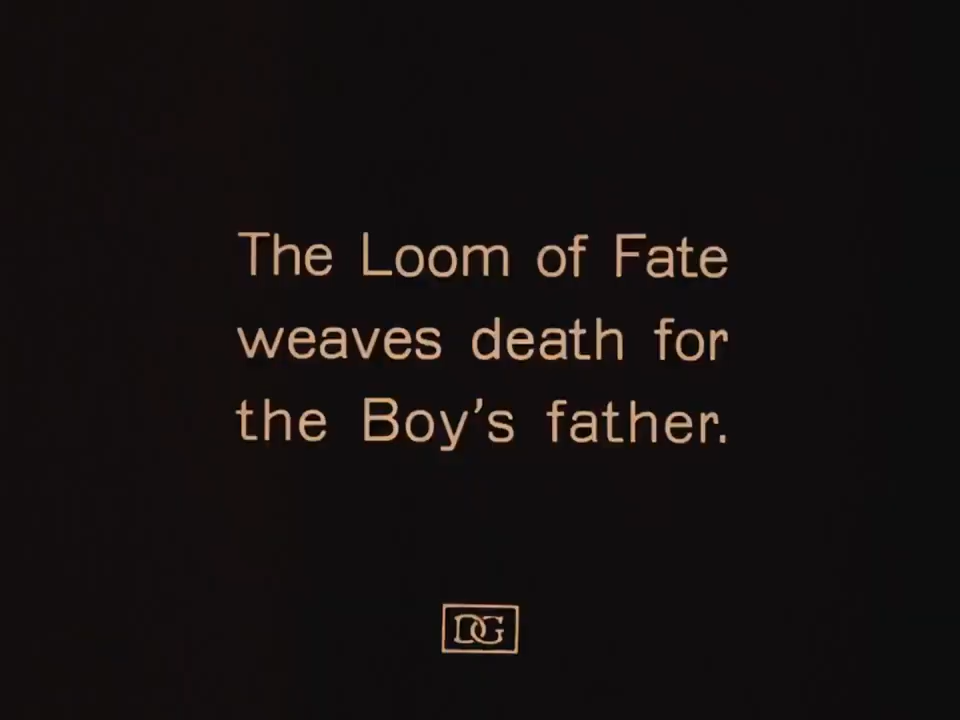 The Loom of Fate
weaves death for
the Boy's father.
DG